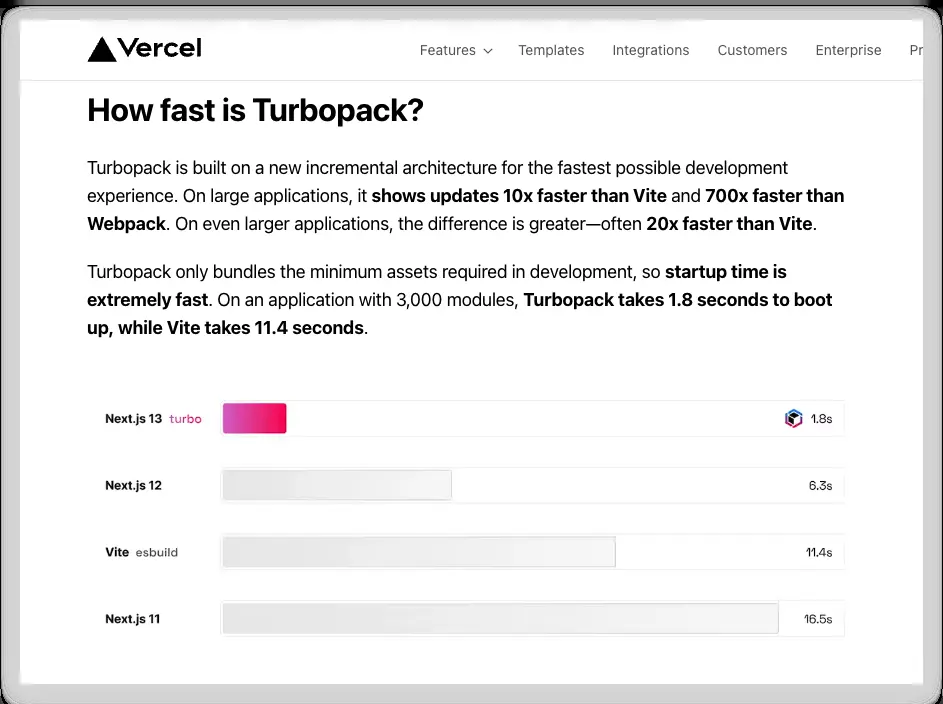 Vercel
Features Templates Integrations Customers Enterprise
How fast is Turbopack?
Turbopack is built on a new incremental architecture for the fastest possible development
experience. On large applications, it shows updates 10x faster than Vite and 700x faster than
Webpack. On even larger applications, the difference is greater—often 20x faster than Vite.
Turbopack only bundles the minimum assets required in development, so startup time is
extremely fast. On an application with 3,000 modules, Turbopack takes 1.8 seconds to boot
up, while Vite takes 11.4 seconds.
Next.js 13 turbo 1.8s
Next.js 12 6.3s
Vite esbuild 11.4s
Next.js 11 16.5s